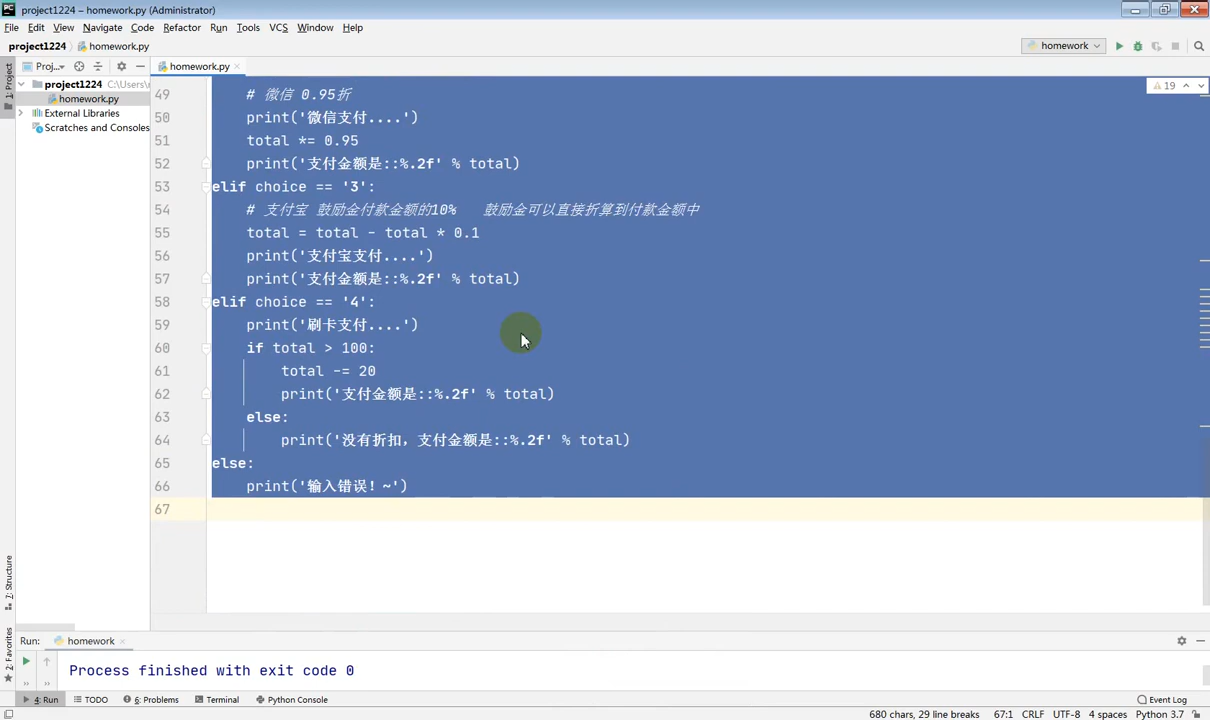 project1224 – homework.py (Administrator)
File Edit View Navigate Code Refactor Run Tools VCS Window Help
project1224 homework.py homework
Proj... homework.py
project1224 C:\Users\
homework.py
External Libraries
Scratches and Consoles
1: Project
19
49 # 微信 0.95折
50 print('微信支付....')
51 total *= 0.95
52 print('支付金额是::%.2f' % total)
53 elif choice == '3':
54 # 支付宝 鼓励金付款金额的10% 鼓励金可以直接折算到付款金额中
55 total = total - total * 0.1
56 print('支付宝支付....')
57 print('支付金额是::%.2f' % total)
58 elif choice == '4':
59 print('刷卡支付....')
60 if total > 100:
61 total -= 20
62 print('支付金额是::%.2f' % total)
63 else:
64 print('没有折扣，支付金额是::%.2f' % total)
65 else:
66 print('输入错误！~')
67
7: Structure
2: Favorites
Run: homework
Process finished with exit code 0
4: Run TODO 6: Problems Terminal Python Console Event Log
680 chars, 29 line breaks 67:1 CRLF UTF-8 4 spaces Python 3.7